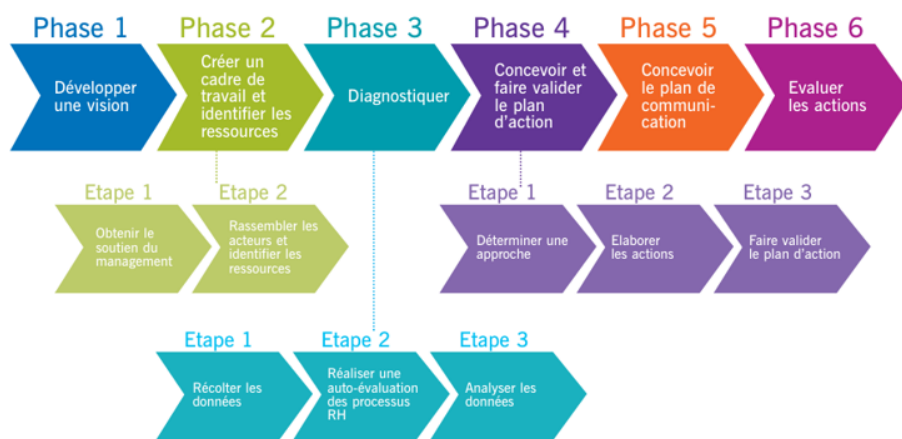 Phase 1
Développer
une vision
Phase 2
Créer un
cadre de
travail et
identifier les
ressources
Phase 3
Diagnostiquer
Phase 4
Concevoir et
faire valider
le plan
d'action
Phase 5
Concevoir
le plan de
communi-
cation
Phase 6
Evaluer
les actions
Etape 1
Obtenir le
soutien du
management
Etape 2
Rassembler les
acteurs et
identifier les
ressources
Etape 1
Déterminer une
approche
Etape 2
Elaborer
les actions
Etape 3
Faire valider
le plan d'action
Etape 1
Récolter les
données
Etape 2
Réaliser une
auto-évaluation
des processus
RH
Etape 3
Analyser les
données